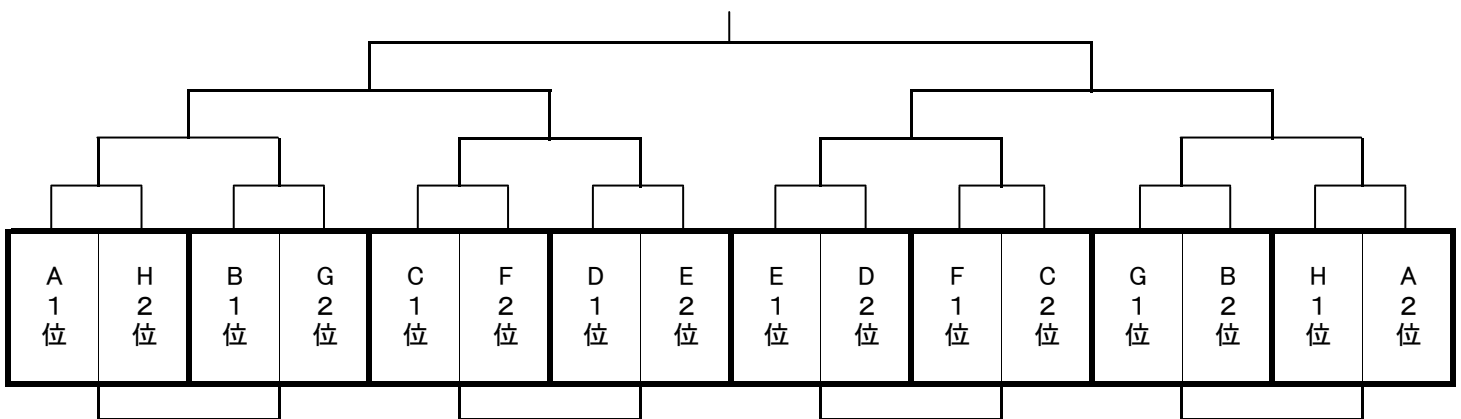 A1位
H2位
B1位
G2位
C1位
F2位
D1位
E2位
E1位
D2位
F1位
C2位
G1位
B2位
H1位
A2位